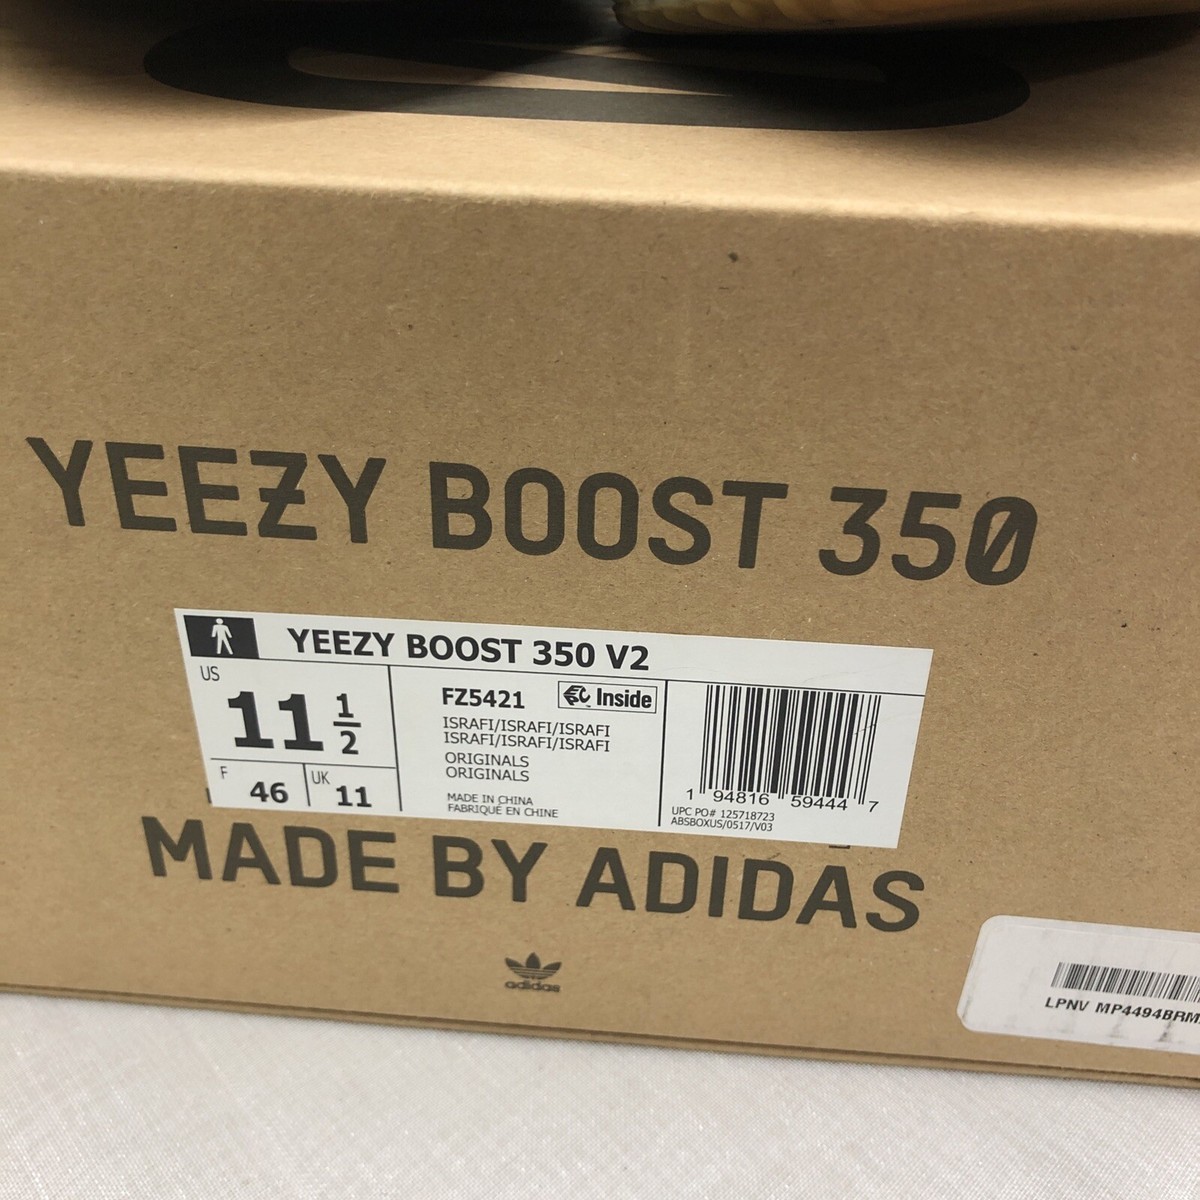 YEEZY BOOST 350
YEEZY BOOST 350 V2
US
11 1/2
F
46
UK
11
FZ5421
Inside
ISRAFI/ISRAFI/ISRAFI
ISRAFI/ISRAFI/ISRAFI
ORIGINALS
ORIGINALS
MADE IN CHINA
FABRIQUÉ EN CHINE
1 94816 59444 7
UPC PO# 125718723
ABSBOXUS/0517/V03
MADE BY ADIDAS
adidas
LPNV MP4494BRM